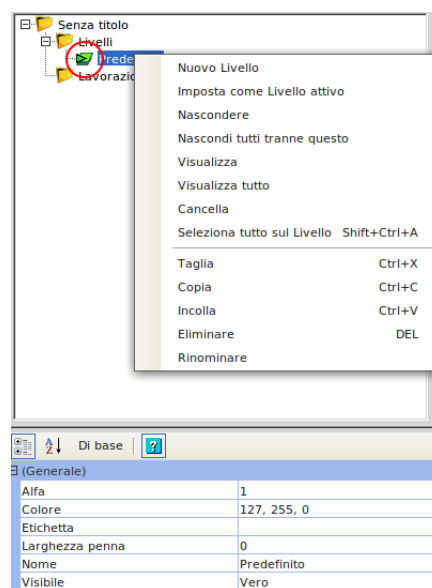 Senza titolo
Livelli
Prede
Lavorazio
Nuovo Livello
Imposta come Livello attivo
Nascondere
Nascondi tutti tranne questo
Visualizza
Visualizza tutto
Cancella
Seleziona tutto sul Livello Shift+Ctrl+A
Taglia Ctrl+X
Copia Ctrl+C
Incolla Ctrl+V
Eliminare DEL
Rinominare
Di base
(Generale)
Alfa 1
Colore 127, 255, 0
Etichetta
Larghezza penna 0
Nome Predefinito
Visibile Vero